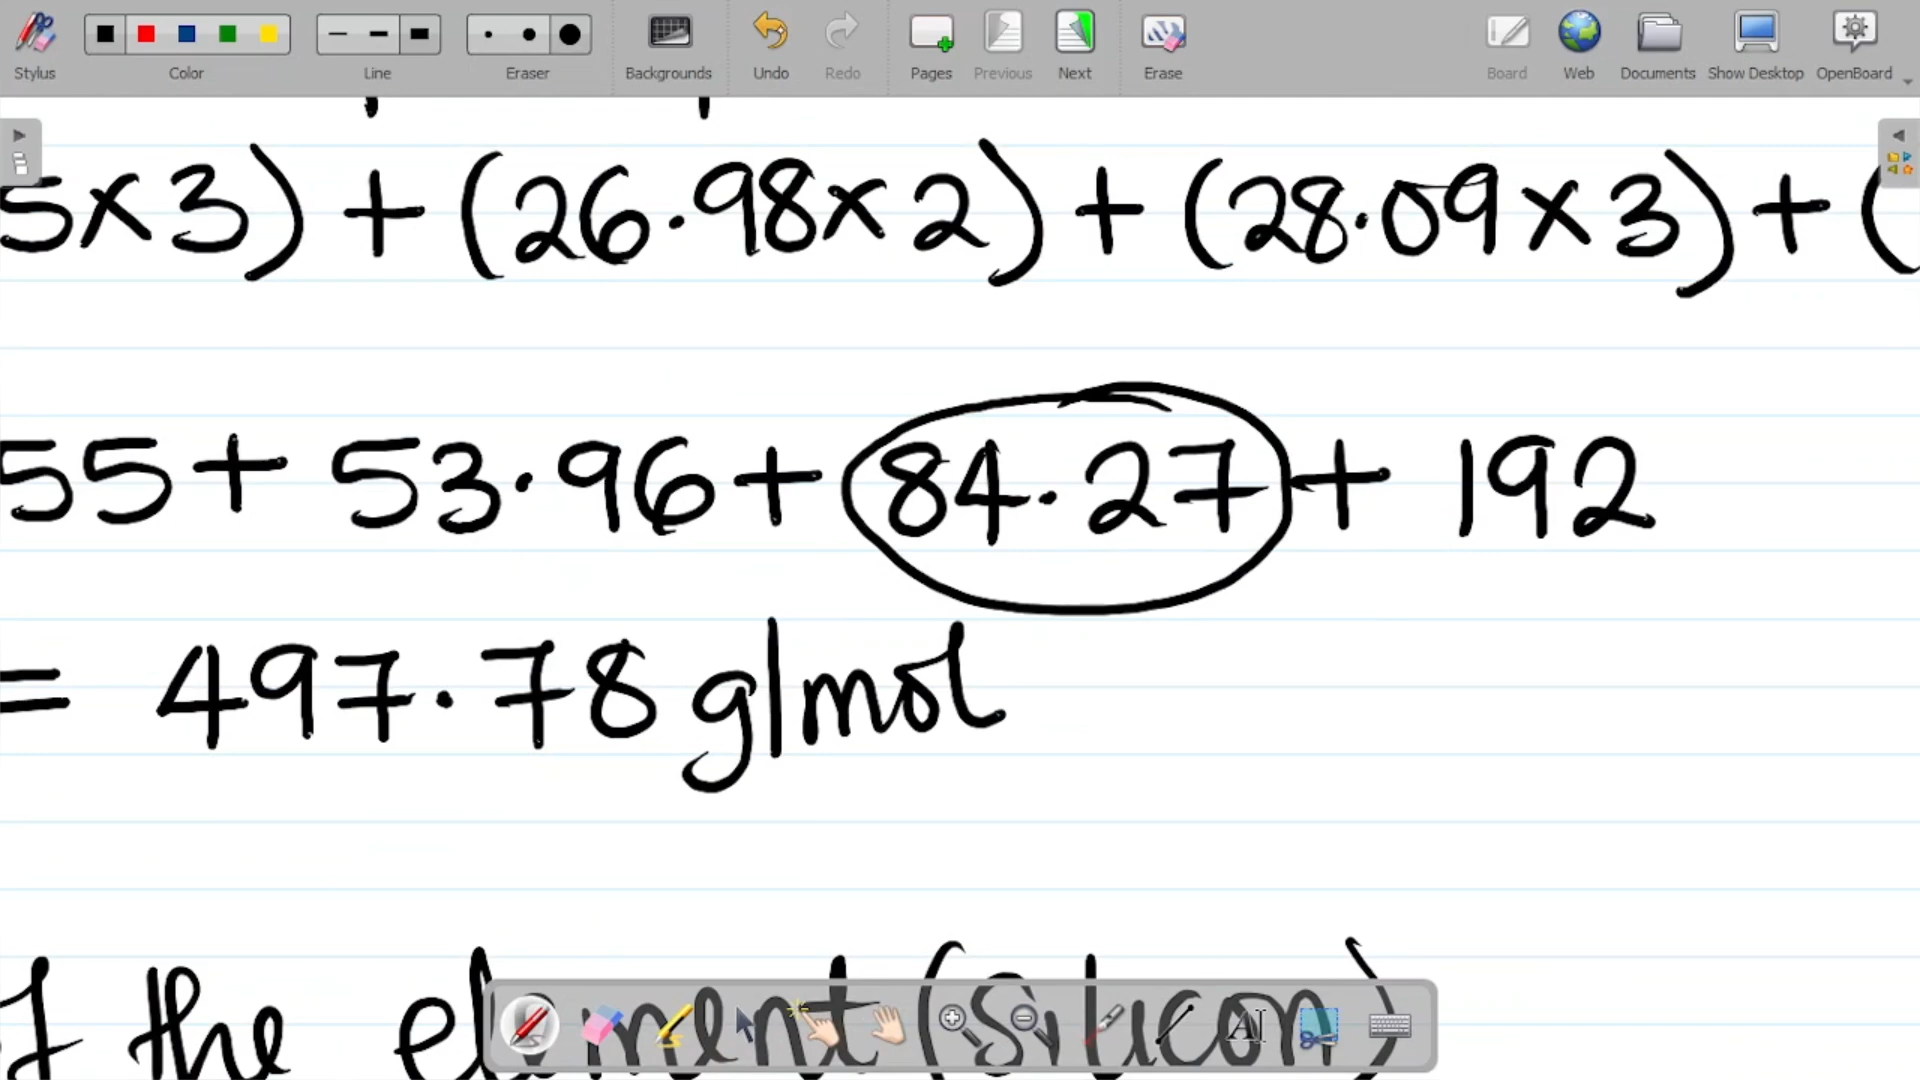 Stylus Color Line Eraser Backgrounds Undo Redo Pages Previous Next Erase Board Web Documents Show Desktop OpenBoard
5×3) + (26.98×2) + (28.09×3) + (
55 + 53.96 + 84.27 + 192
= 497.78 g/mol
f the element (Silicon)